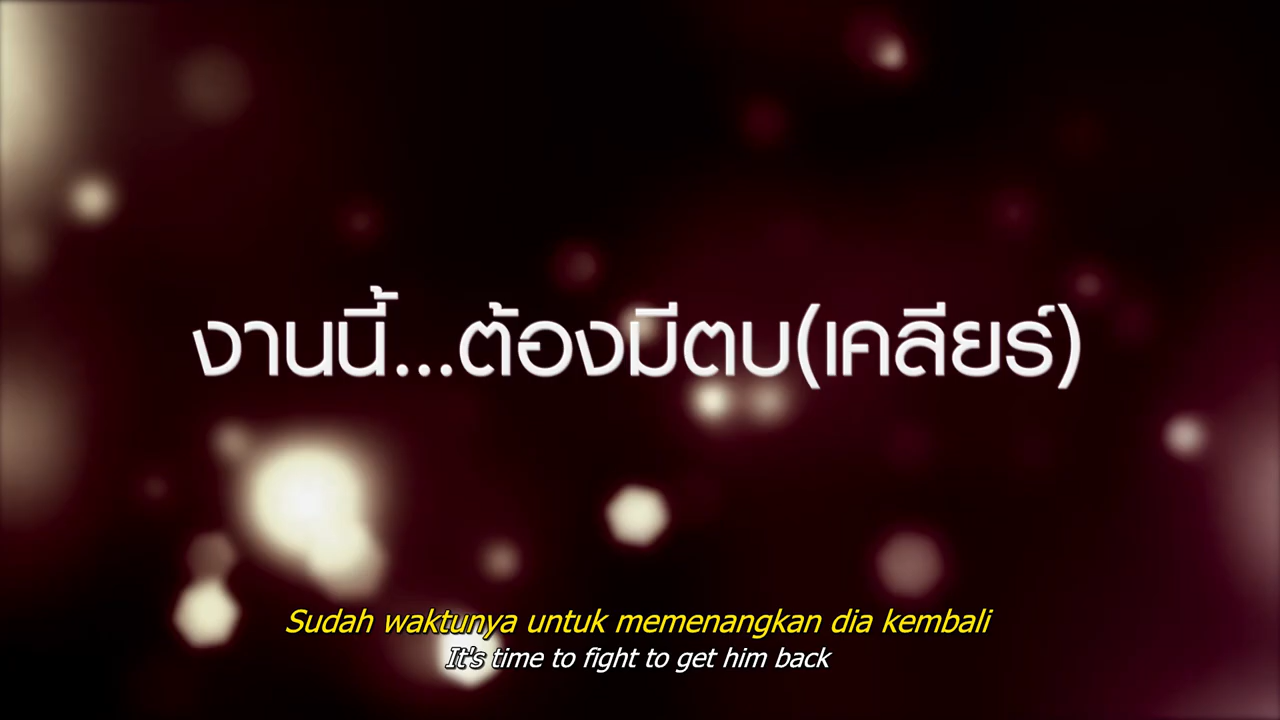 งานนี้...ต้องมีตบ(เคลียร์)
Sudah waktunya untuk memenangkan dia kembali
It's time to fight to get him back